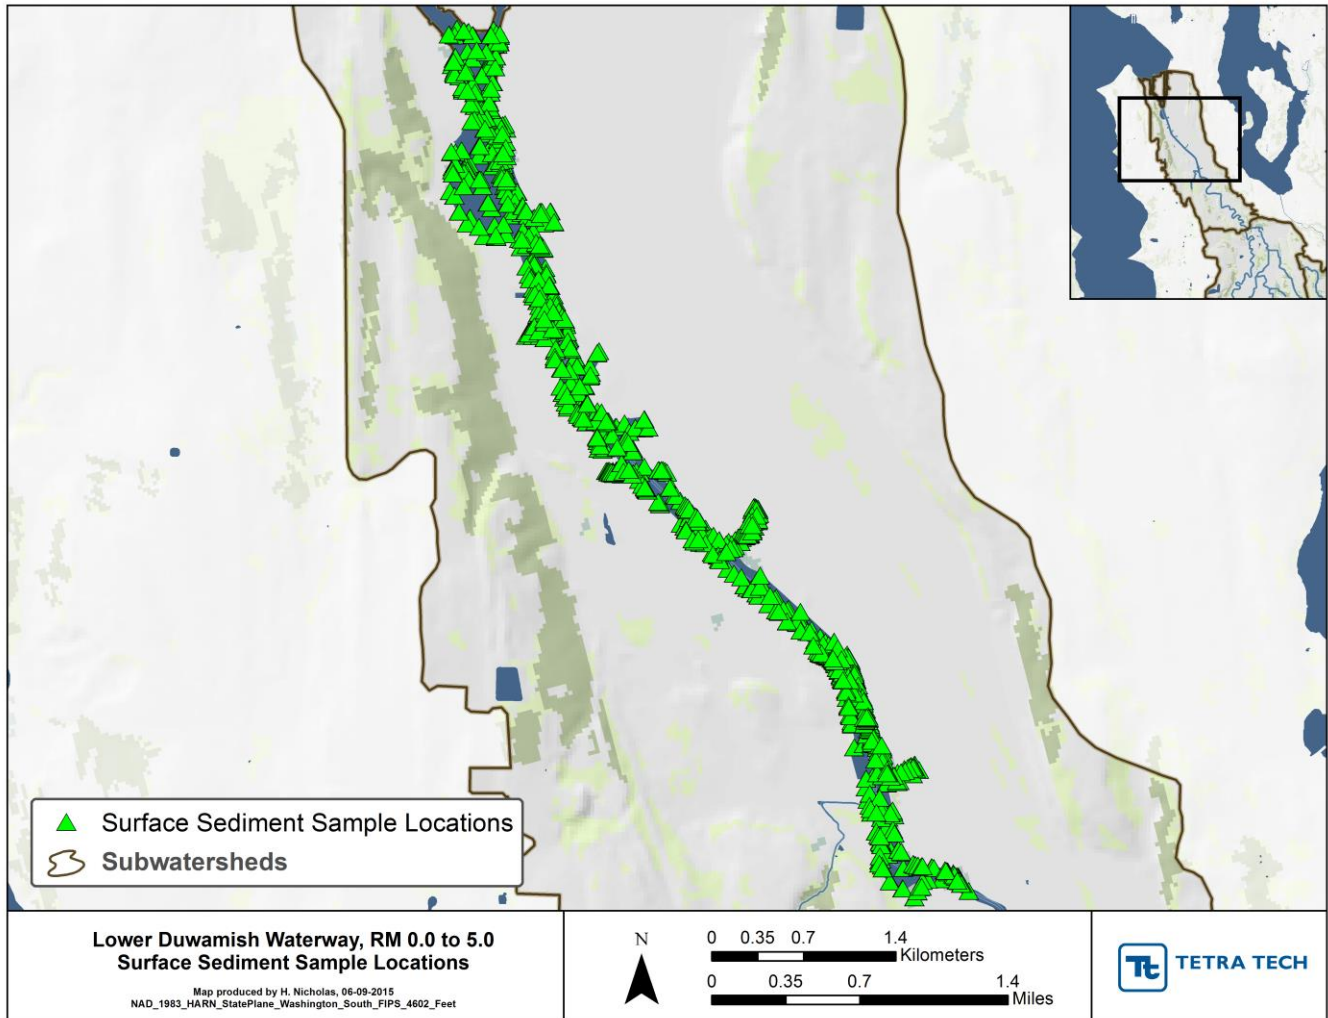 Surface Sediment Sample Locations
Subwatersheds
Lower Duwamish Waterway, RM 0.0 to 5.0
Surface Sediment Sample Locations
Map produced by H. Nicholas, 06-09-2015
NAD_1983_HARN_StatePlane_Washington_South_FIPS_4602_Feet
N
0 0.35 0.7 1.4
Kilometers
0 0.35 0.7 1.4
Miles
Tt TETRA TECH